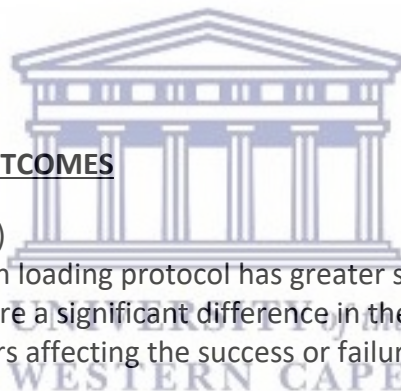 TCOMES
)
n loading protocol has greater s
re a significant difference in the
UNIVERSITY of the
rs affecting the success or failur
WESTERN CAPE